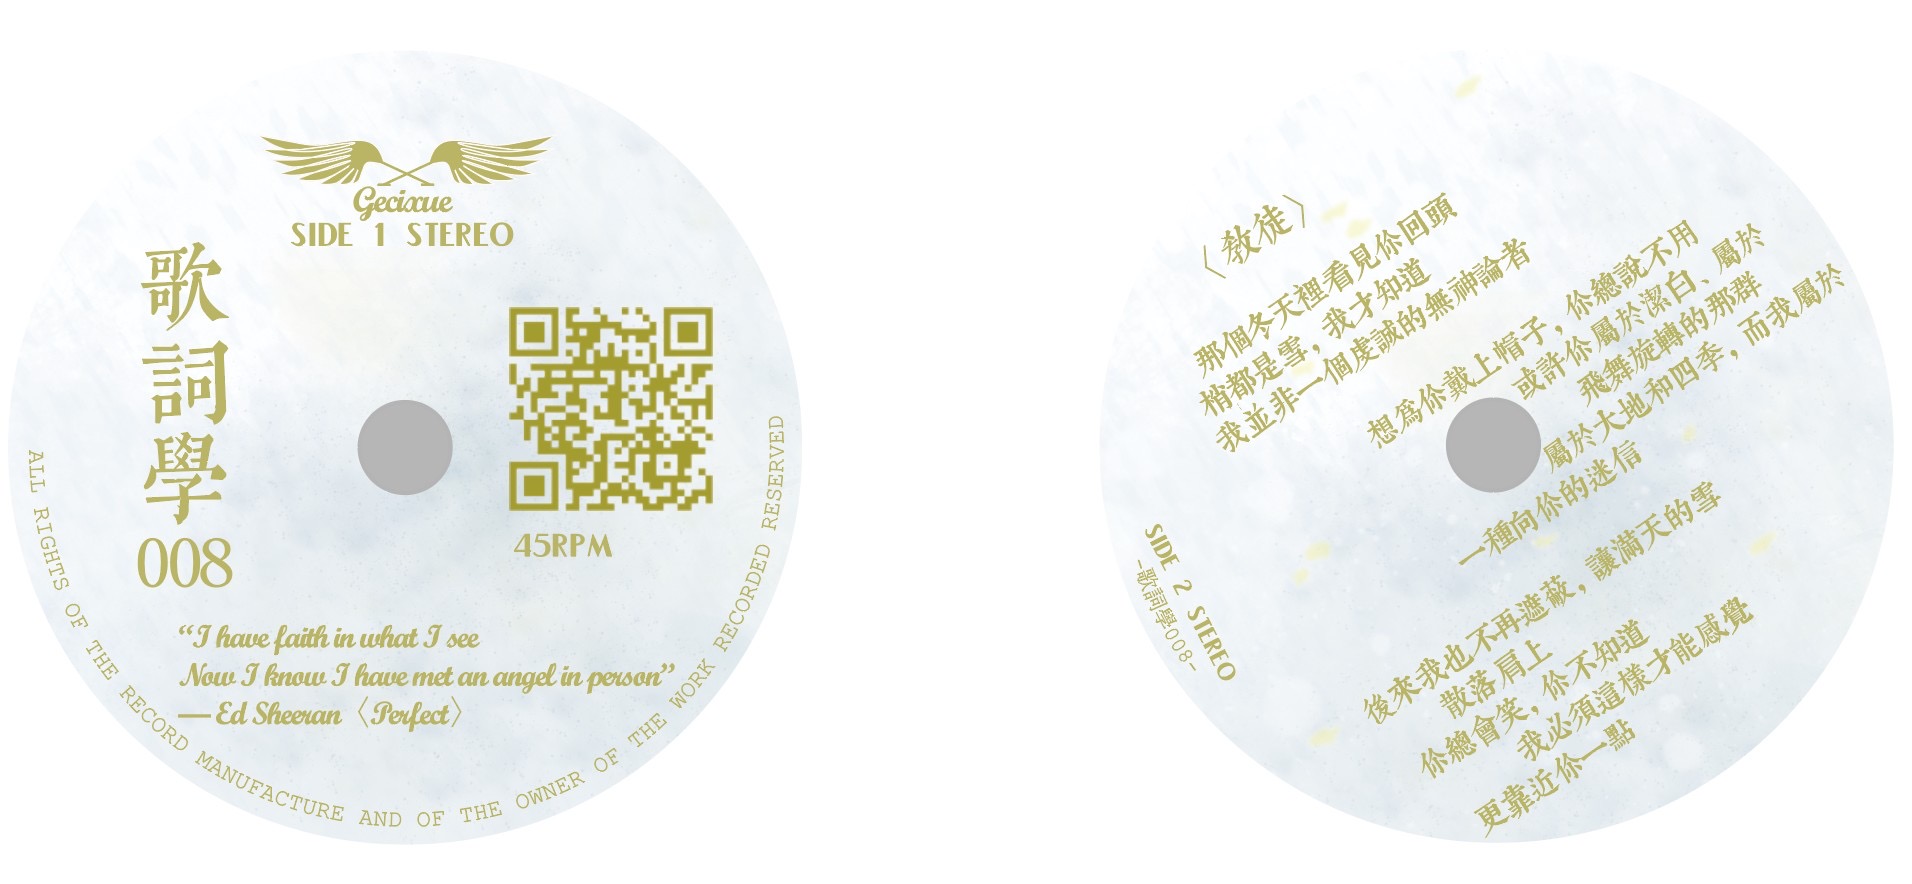 Gecixue
SIDE 1 STEREO
歌詞學
008
45RPM
“I have faith in what I see
Now I know I have met an angel in person”
— Ed Sheeran〈Perfect〉
ALL RIGHTS OF THE RECORD MANUFACTURE AND OF THE OWNER OF THE WORK RECORDED RESERVED
〈教徒〉
那個冬天裡看見你回頭
梢都是雪，我才知道
我並非一個虔誠的無神論者
想為你戴上帽子，你總說不用
或許你屬於潔白、屬於
飛舞旋轉的那群
屬於大地和四季，而我屬於
一種向你的迷信
後來我也不再遮蔽，讓滿天的雪
散落肩上
你總會笑，你不知道
我必須這樣才能感覺
更靠近你一點
SIDE 2 STEREO
-歌詞學008-